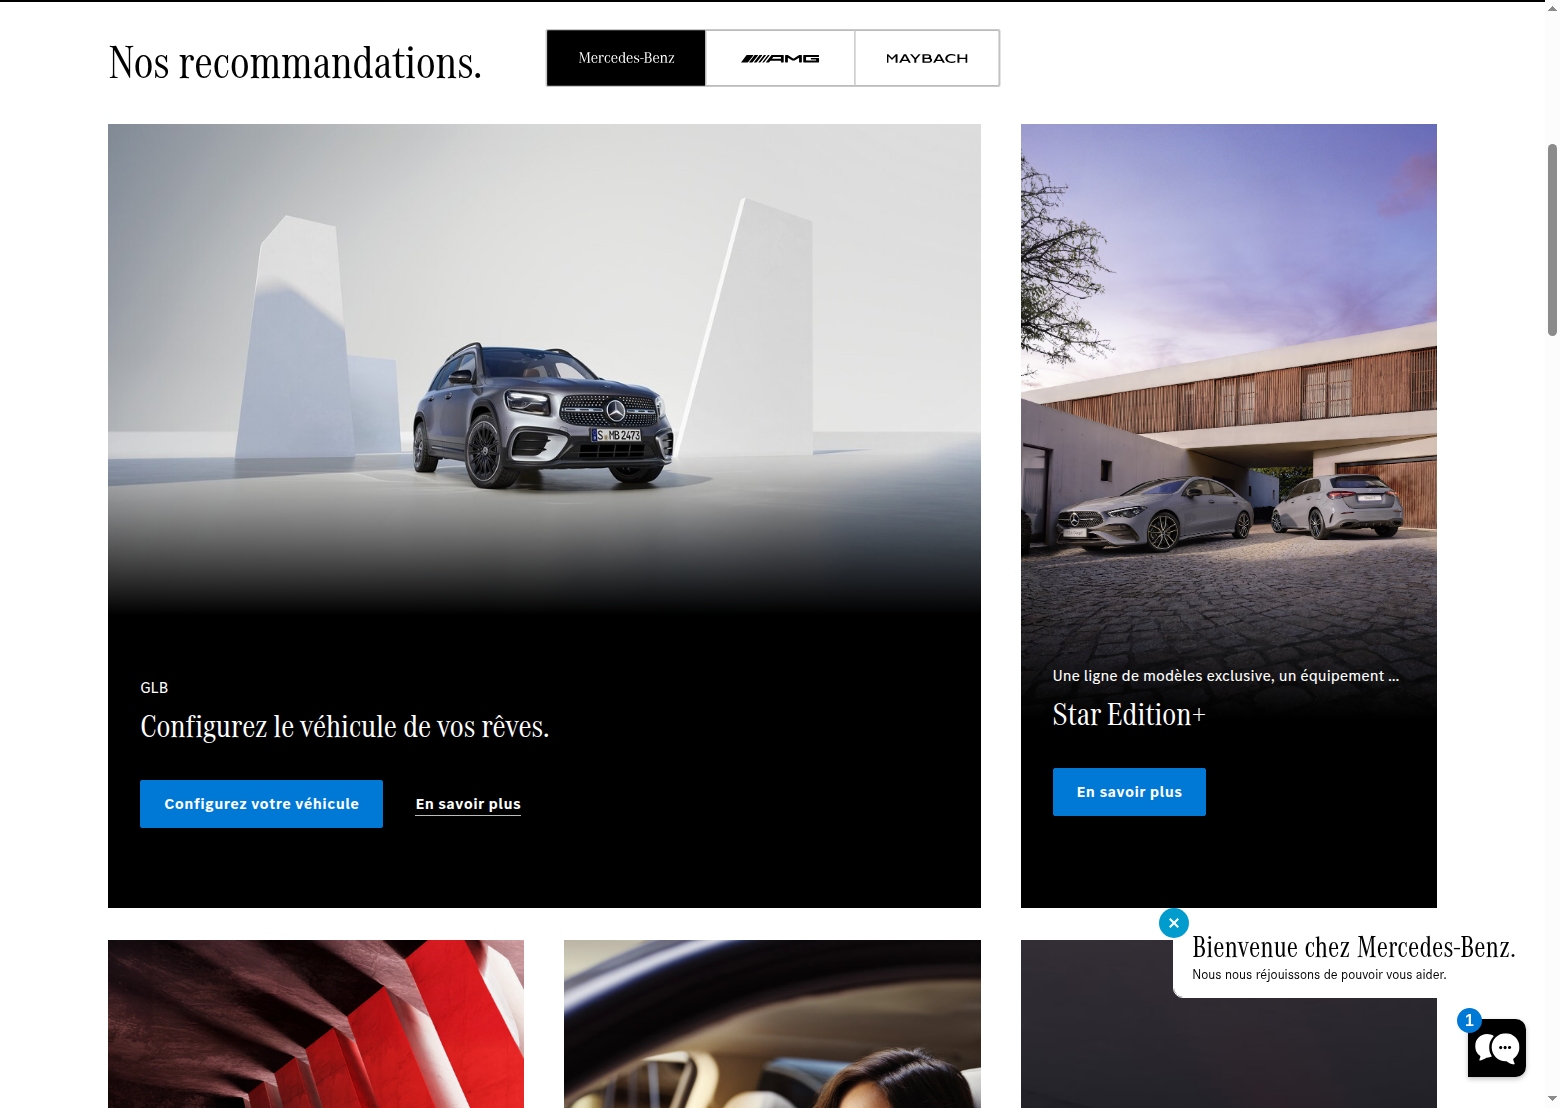 Nos recommandations.
Mercedes-Benz
AMG
MAYBACH
S MB 2473
GLB
Configurez le véhicule de vos rêves.
Configurez votre véhicule
En savoir plus
Une ligne de modèles exclusive, un équipement ...
Star Edition+
En savoir plus
Bienvenue chez Mercedes-Benz.
Nous nous réjouissons de pouvoir vous aider.
1